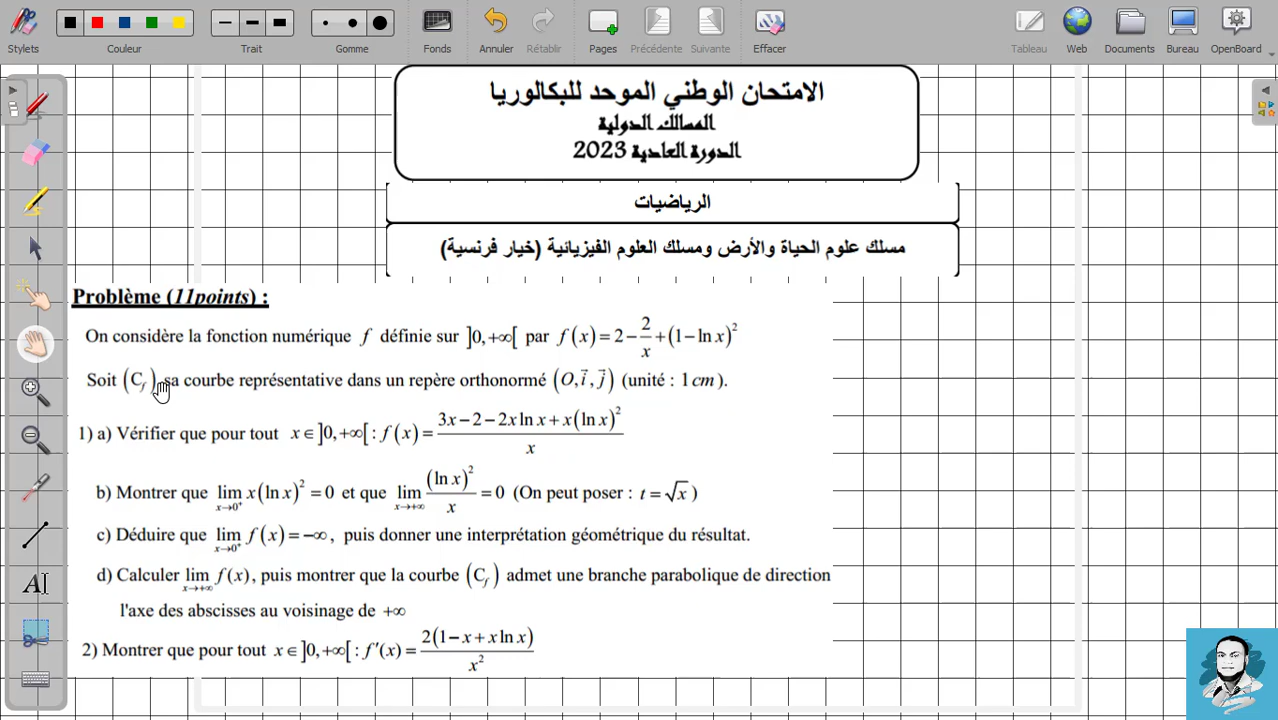 Stylets Couleur Trait Gomme Fonds Annuler Rétablir Pages Précédente Suivante Effacer Tableau Web Documents Bureau OpenBoard
الامتحان الوطني الموحد للبكالوريا
المسالك الدولية
الدورة العادية 2023
الرياضيات
مسلك علوم الحياة والأرض ومسلك العلوم الفيزيائية (خيار فرنسية)
Problème (11points) :
On considère la fonction numérique f définie sur ]0,+∞[ par f(x)=2−2/x+(1−ln x)²
Soit (C_f) sa courbe représentative dans un repère orthonormé (O,i⃗,j⃗) (unité : 1cm).
1) a) Vérifier que pour tout x∈]0,+∞[ : f(x)=(3x−2−2x ln x+x(ln x)²)/x
b) Montrer que lim x→0⁺ x(ln x)²=0 et que lim x→+∞ (ln x)²/x=0 (On peut poser : t=√x)
c) Déduire que lim x→0⁺ f(x)=−∞, puis donner une interprétation géométrique du résultat.
d) Calculer lim x→+∞ f(x), puis montrer que la courbe (C_f) admet une branche parabolique de direction
l'axe des abscisses au voisinage de +∞
2) Montrer que pour tout x∈]0,+∞[ : f'(x)=2(1−x+x ln x)/x²
AI